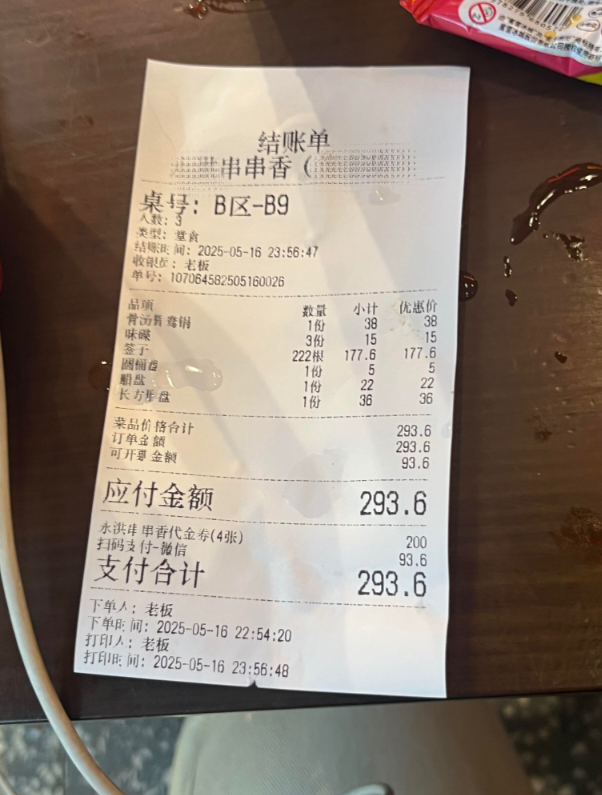 结账单
串串香（
桌号：B区-B9
人数：3
类型：堂食
结账时间：2025-05-16 23:56:47
收银员：老板
单号：107064582505160026
品项 数量 小计 优惠价
骨汤鸳鸯锅 1份 38 38
味碟 3份 15 15
签子 222根 177.6 177.6
1份 5 5
腊盘 1份 22 22
长方形盘 1份 36 36
菜品价格合计 293.6
订单金额 293.6
可开票金额 93.6
应付金额 293.6
永洪串串香代金券(4张) 200
扫码支付-微信 93.6
支付合计 293.6
下单人：老板
下单时间：2025-05-16 22:54:20
打印人：老板
打印时间：2025-05-16 23:56:48